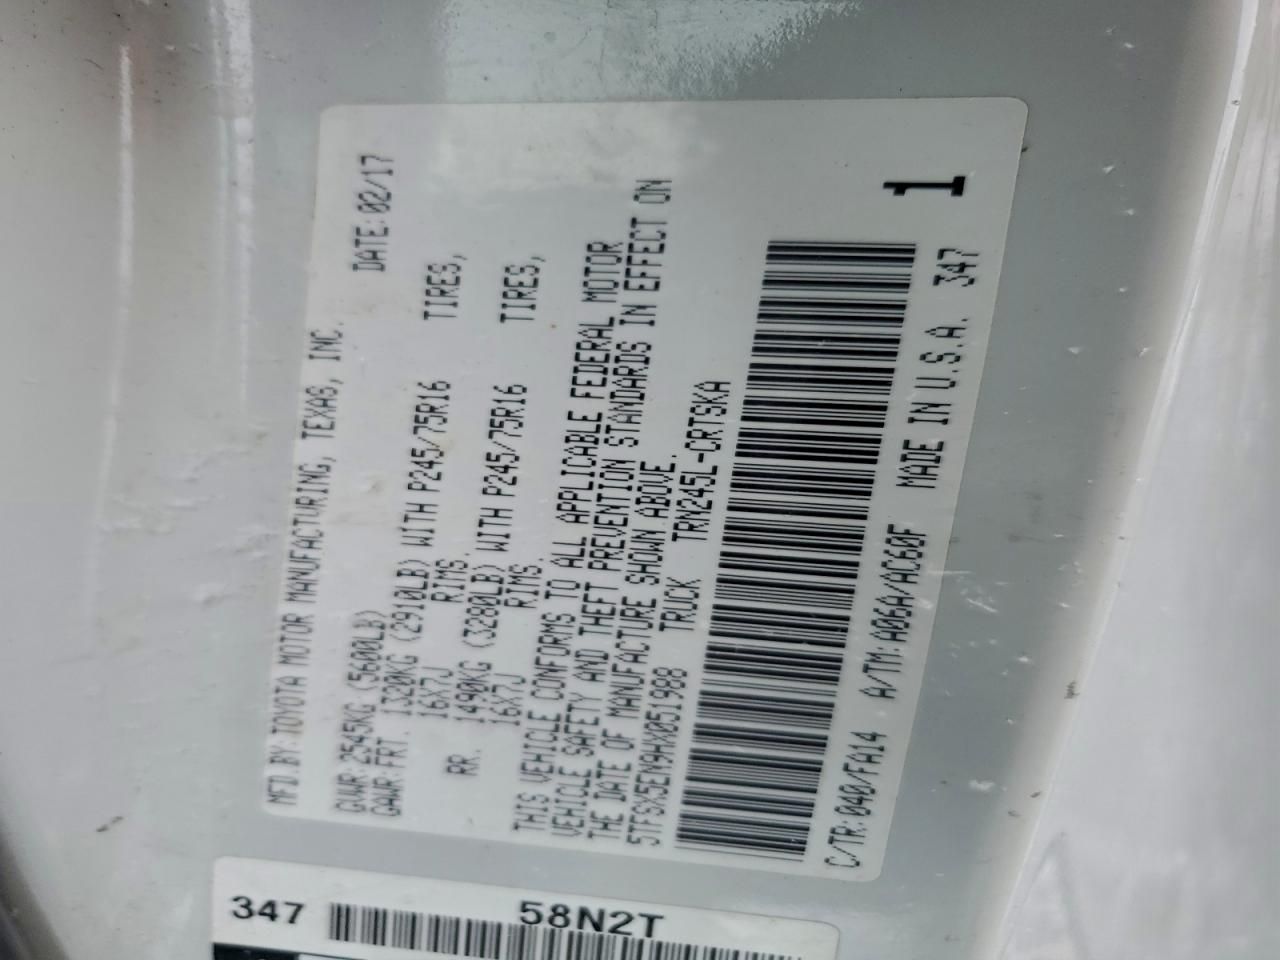 MFD.BY:TOYOTA MOTOR MANUFACTURING, TEXAS, INC.
GVWR:2545KG (5600LB) DATE:02/17
GAWR:FRT. 1320KG (2910LB) WITH P245/75R16 TIRES,
16X7J RIMS.
RR. 1490KG (3280LB) WITH P245/75R16 TIRES,
16X7J RIMS.
THIS VEHICLE CONFORMS TO ALL APPLICABLE FEDERAL MOTOR
VEHICLE SAFETY AND THEFT PREVENTION STANDARDS IN EFFECT ON
THE DATE OF MANUFACTURE SHOWN ABOVE.
5TFSX5EN9HX051988 TRUCK TRN245L-CRTSKA
1
C/TR:040/FA14 A/TM:A06A/AC60F MADE IN U.S.A. 347
347 58N2T